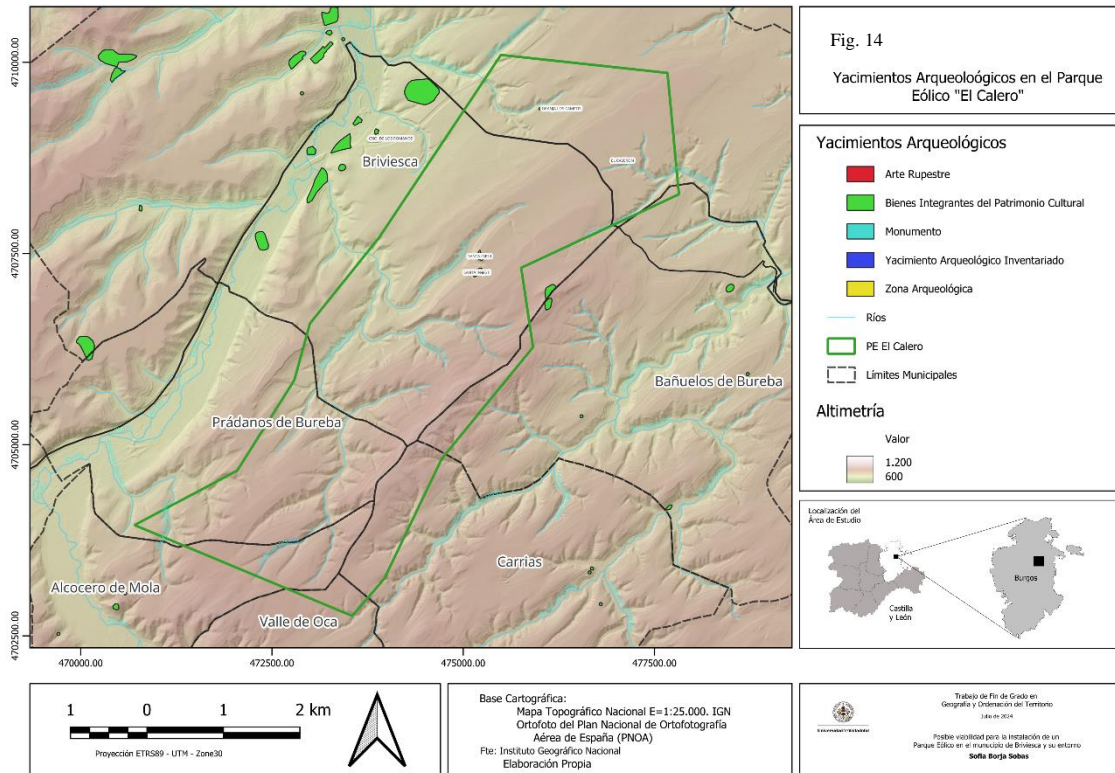 Fig. 14
Yacimientos Arqueoloógicos en el Parque
Eólico "El Calero"
Yacimientos Arqueológicos
Arte Rupestre
Bienes Integrantes del Patrimonio Cultural
Monumento
Yacimiento Arqueológico Inventariado
Zona Arqueológica
Ríos
PE El Calero
Límites Municipales
Altimetría
Valor
1.200
600
Localización del
Área de Estudio
Burgos
Castilla
y León
4710000.00
4707500.00
4705000.00
4702500.00
470000.00
472500.00
475000.00
477500.00
Briviesca
Prádanos de Bureba
Bañuelos de Bureba
Alcocero de Mola
Carrias
Valle de Oca
1 0 1 2 km
Proyección ETRS89 - UTM - Zone30
Base Cartográfica:
Mapa Topográfico Nacional E=1:25.000. IGN
Ortofoto del Plan Nacional de Ortofotografía
Aérea de España (PNOA)
Fte: Instituto Geográfico Nacional
Elaboración Propia
Universidad de Valladolid
Trabajo de Fin de Grado en
Geografía y Ordenación del Territorio
Julio de 2024
Posible viabilidad para la instalación de un
Parque Eólico en el municipio de Briviesca y su entorno
Sofía Borja Sobas